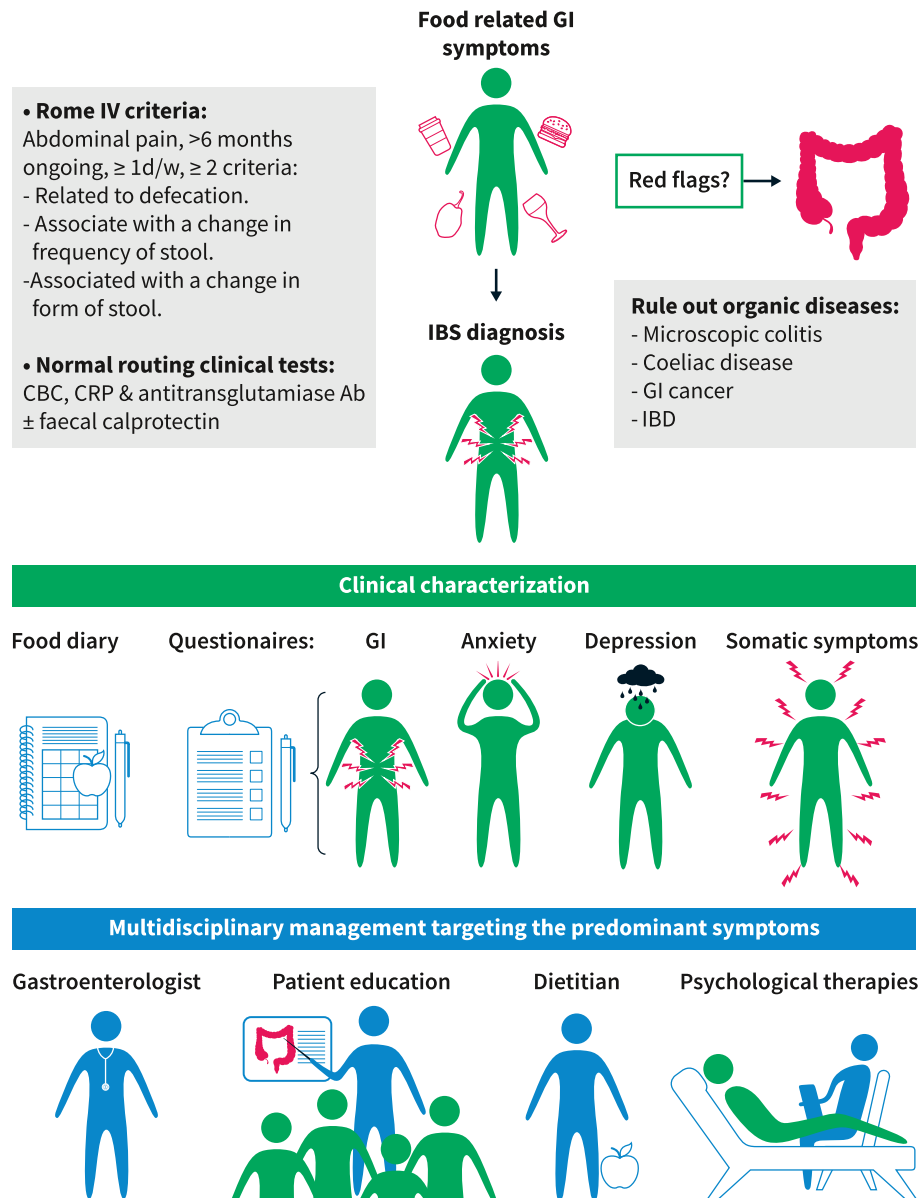 Food related GI
symptoms
• Rome IV criteria:
Abdominal pain, >6 months
ongoing, ≥ 1d/w, ≥ 2 criteria:
- Related to defecation.
- Associate with a change in
frequency of stool.
-Associated with a change in
form of stool.
• Normal routing clinical tests:
CBC, CRP & antitransglutamiase Ab
± faecal calprotectin
Red flags?
Rule out organic diseases:
- Microscopic colitis
- Coeliac disease
- GI cancer
- IBD
IBS diagnosis
Clinical characterization
Food diary
Questionaires:
GI
Anxiety
Depression
Somatic symptoms
Multidisciplinary management targeting the predominant symptoms
Gastroenterologist
Patient education
Dietitian
Psychological therapies